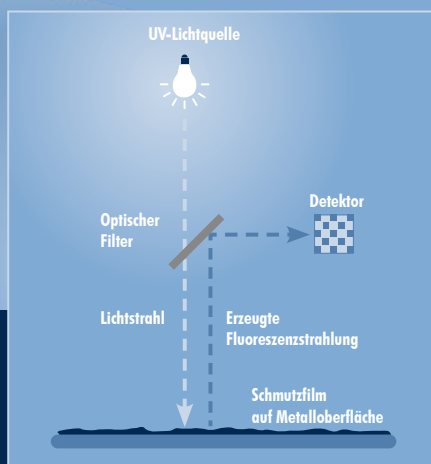 UV-Lichtquelle
Detektor
Optischer
Filter
Lichtstrahl
Erzeugte
Fluoreszenzstrahlung
Schmutzfilm
auf Metalloberfläche